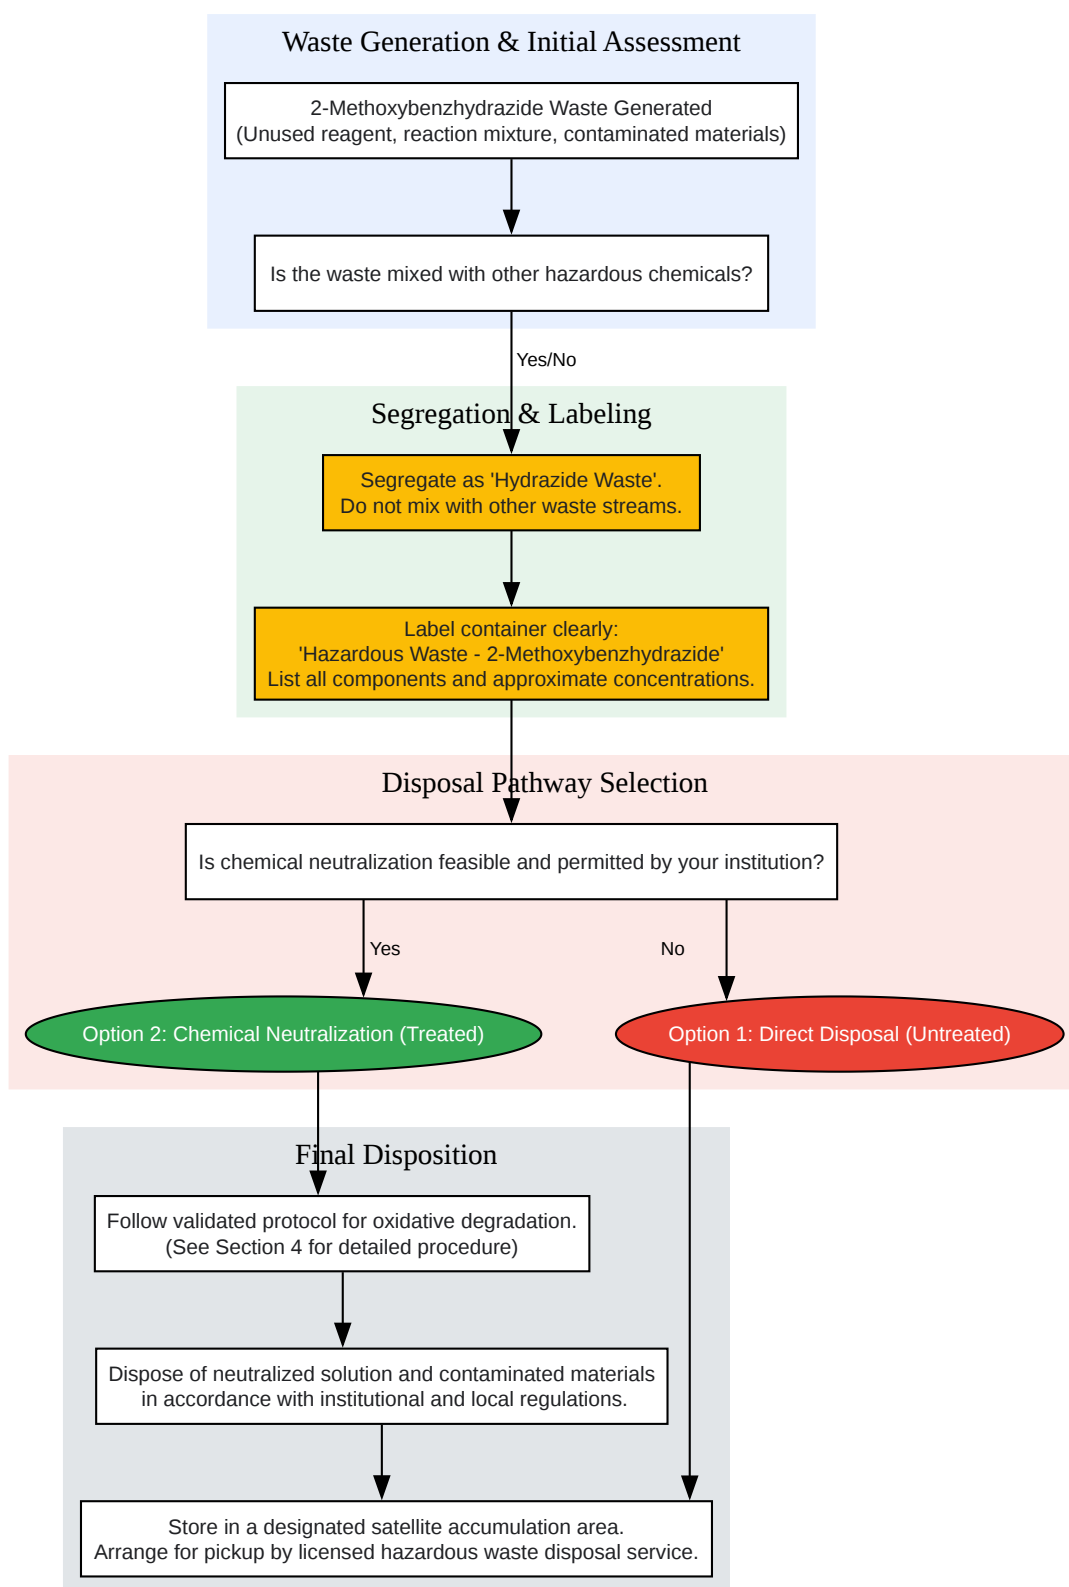 Waste Generation & Initial Assessment
2-Methoxybenzhydrazide Waste Generated
(Unused reagent, reaction mixture, contaminated materials)
Is the waste mixed with other hazardous chemicals?
Yes/No
Segregation & Labeling
Segregate as 'Hydrazide Waste'.
Do not mix with other waste streams.
Label container clearly:
'Hazardous Waste - 2-Methoxybenzhydrazide'
List all components and approximate concentrations.
Disposal Pathway Selection
Is chemical neutralization feasible and permitted by your institution?
Yes
No
Option 2: Chemical Neutralization (Treated)
Option 1: Direct Disposal (Untreated)
Final Disposition
Follow validated protocol for oxidative degradation.
(See Section 4 for detailed procedure)
Dispose of neutralized solution and contaminated materials
in accordance with institutional and local regulations.
Store in a designated satellite accumulation area.
Arrange for pickup by licensed hazardous waste disposal service.